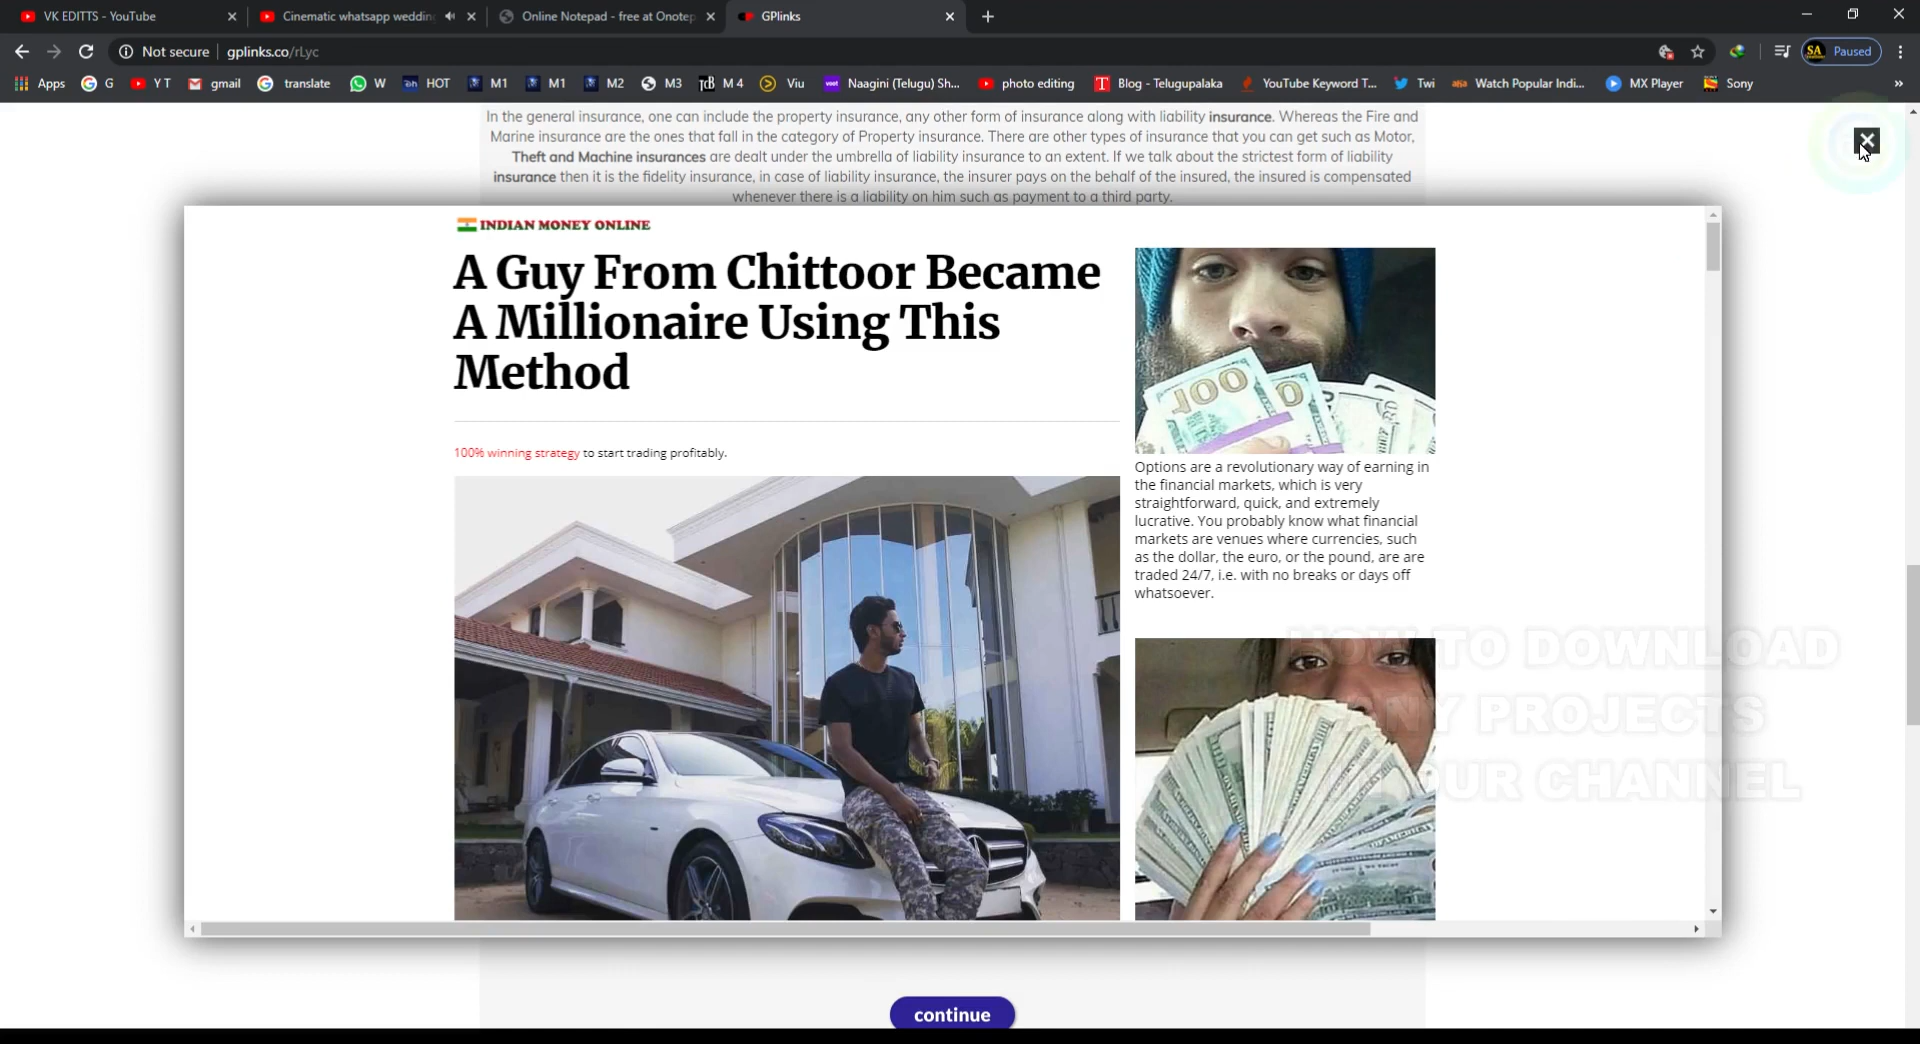 VK EDITTS - YouTube
Cinematic whatsapp wedding
Online Notepad - free at Onotep
GPlinks
Not secure
gplinks.co/rLyc
SA Paused
Apps
G
Y T
gmail
translate
W
HOT
M1
M1
M2
M3
M 4
Viu
Naagini (Telugu) Sh...
photo editing
Blog - Telugupalaka
YouTube Keyword T...
Twi
Watch Popular Indi...
MX Player
Sony
»
In the general insurance, one can include the property insurance, any other form of insurance along with liability insurance. Whereas the Fire and
Marine insurance are the ones that fall in the category of Property insurance. There are other types of insurance that you can get such as Motor,
Theft and Machine insurances are dealt under the umbrella of liability insurance to an extent. If we talk about the strictest form of liability
insurance then it is the fidelity insurance, in case of liability insurance, the insurer pays on the behalf of the insured, the insured is compensated
whenever there is a liability on him such as payment to a third party.
INDIAN MONEY ONLINE
A Guy From Chittoor Became
A Millionaire Using This
Method
100% winning strategy to start trading profitably.
100
Options are a revolutionary way of earning in
the financial markets, which is very
straightforward, quick, and extremely
lucrative. You probably know what financial
markets are venues where currencies, such
as the dollar, the euro, or the pound, are are
traded 24/7, i.e. with no breaks or days off
whatsoever.
HOW TO DOWNLOAD
ANY PROJECTS
OUR CHANNEL
continue